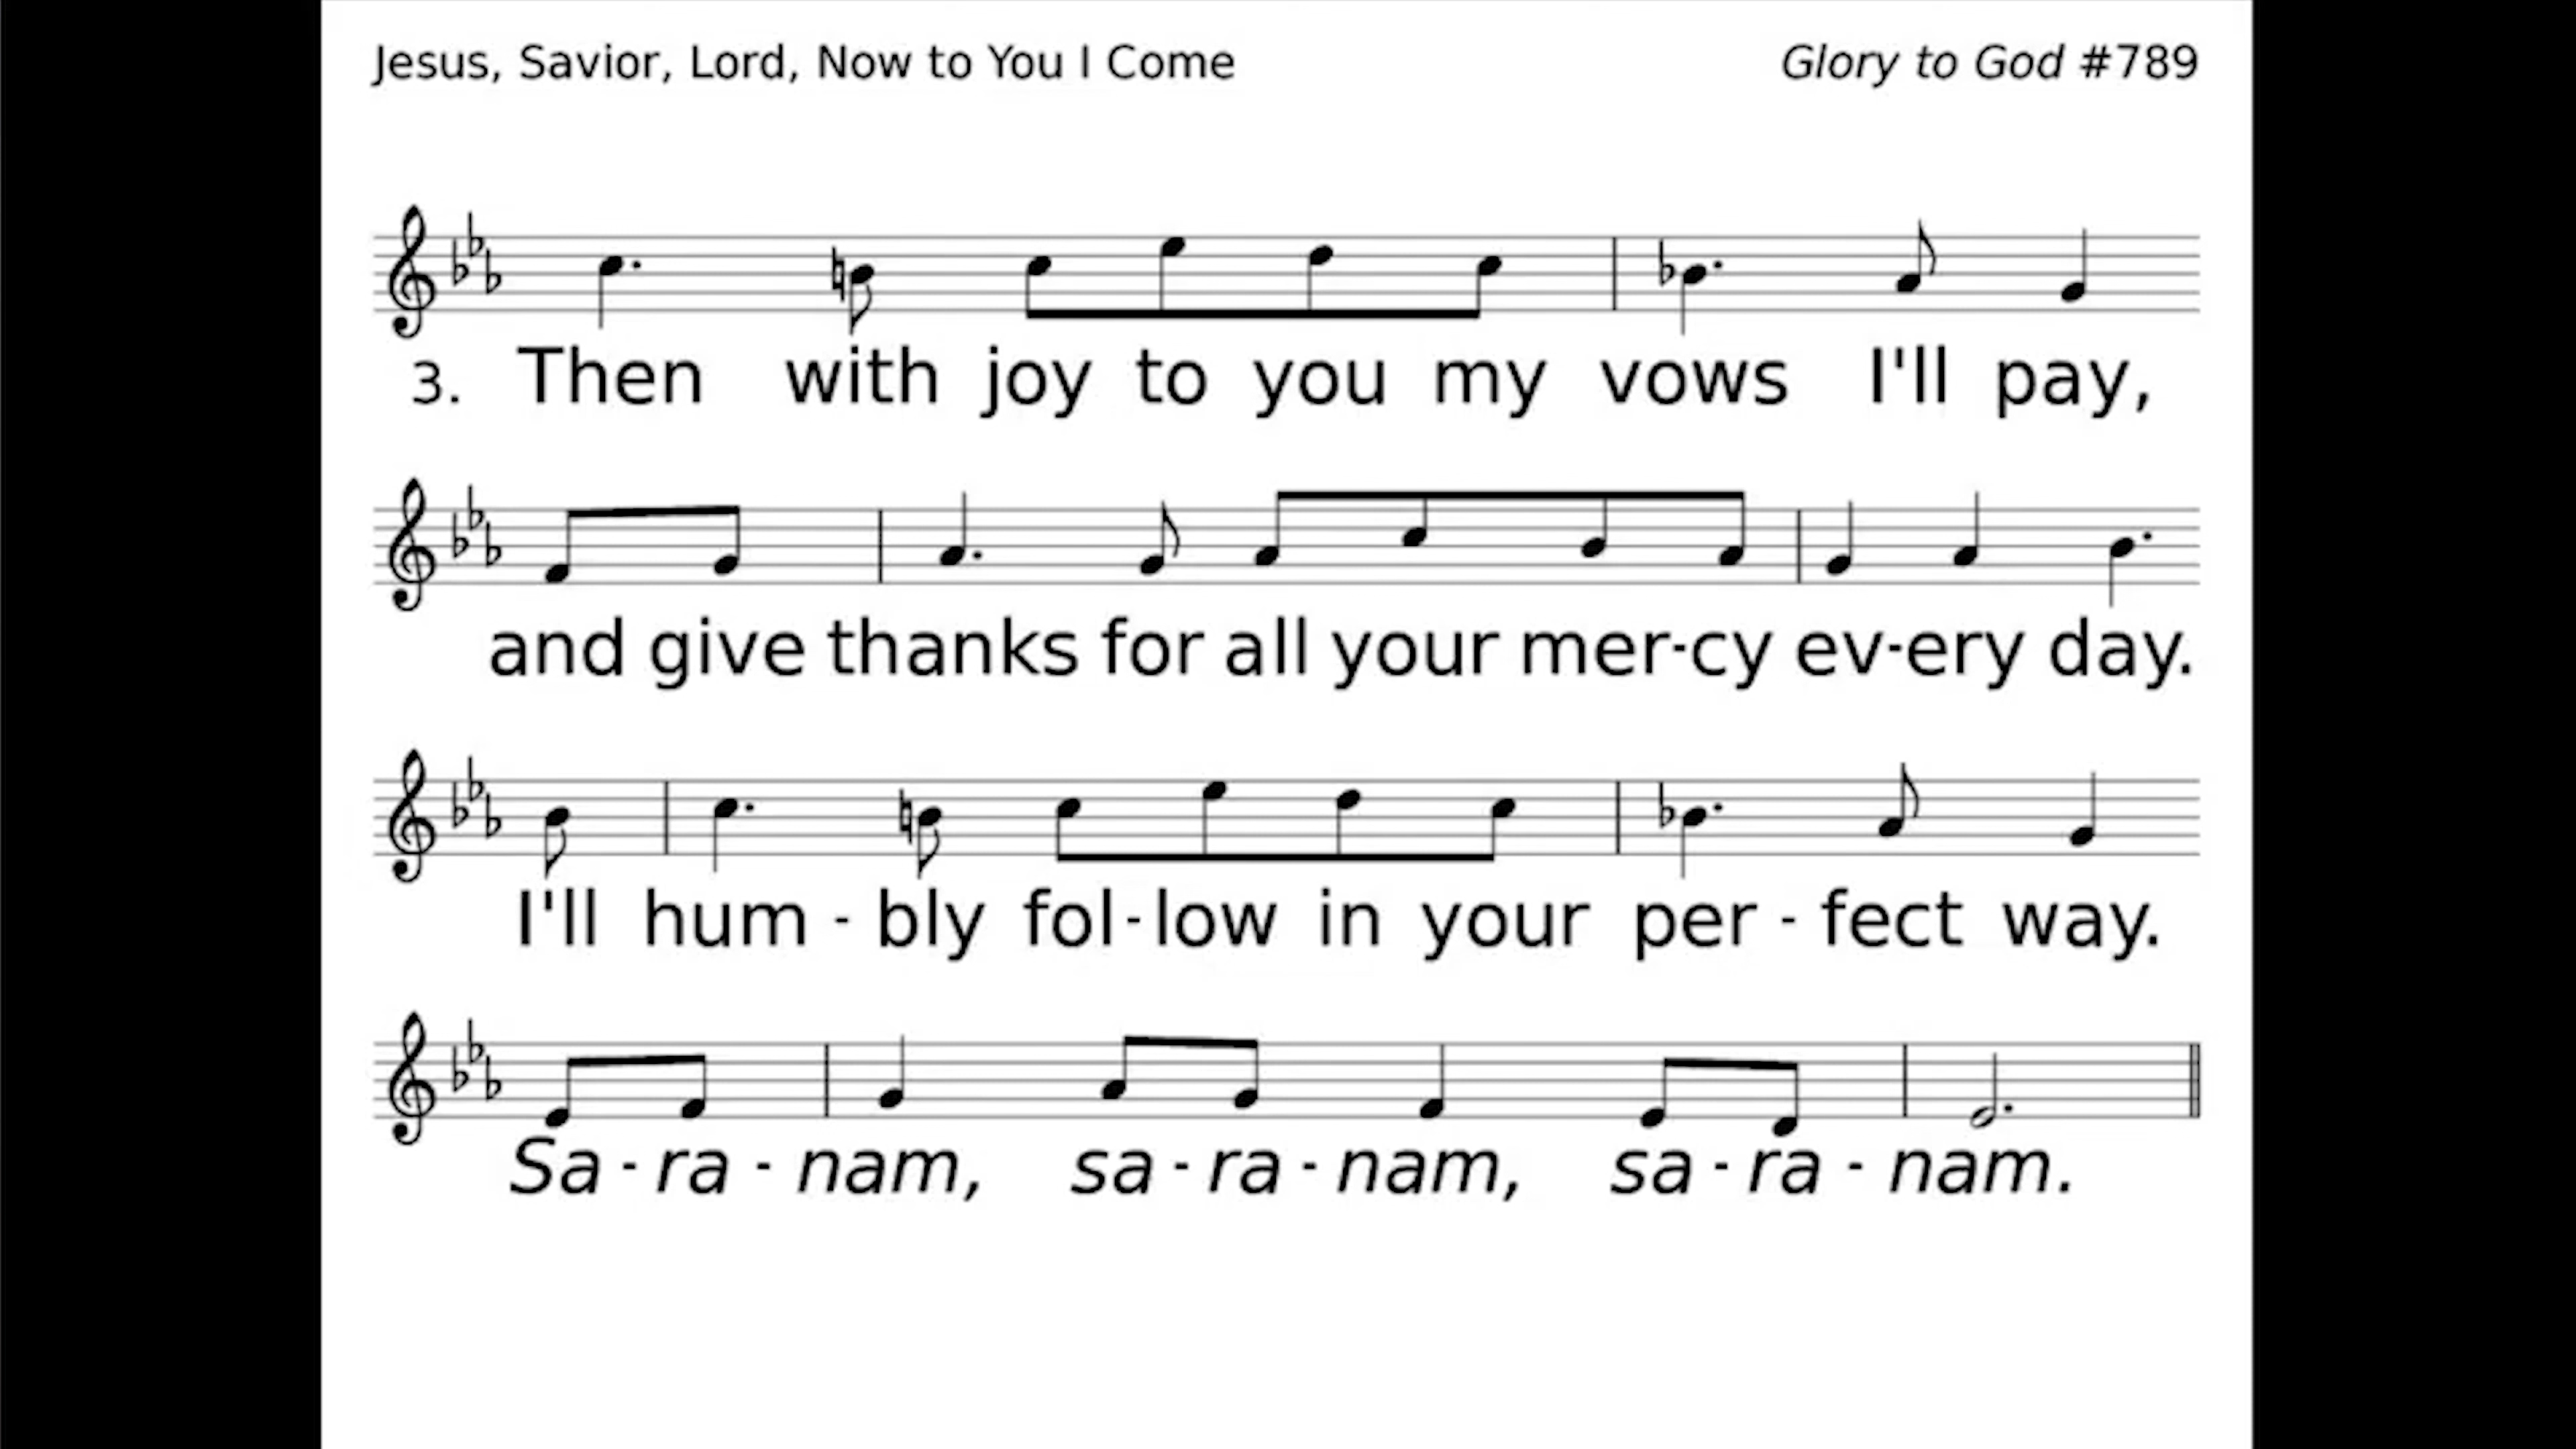 Jesus, Savior, Lord, Now to You I Come
Glory to God #789
3. Then with joy to you my vows I'll pay,
and give thanks for all your mer-cy ev-ery day.
I'll hum - bly fol-low in your per - fect way.
Sa - ra - nam, sa - ra - nam, sa - ra - nam.